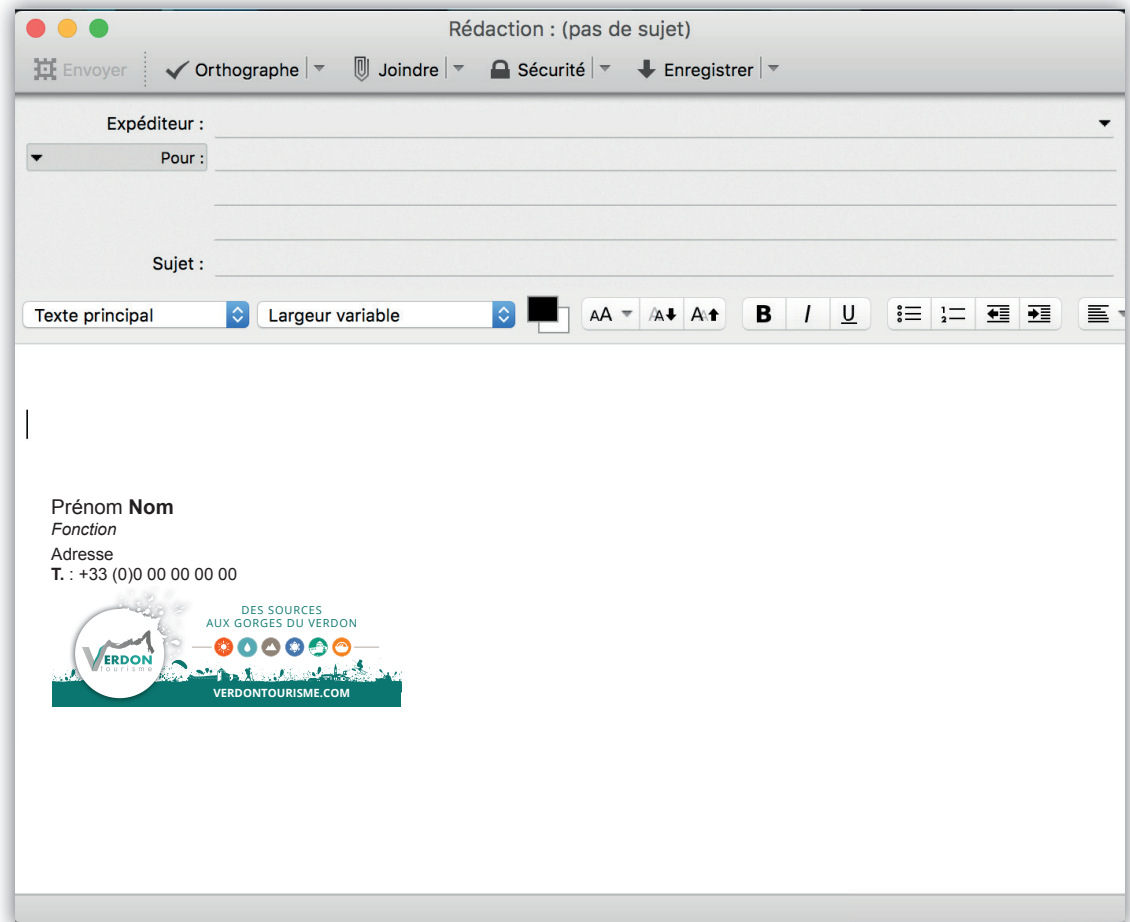 Rédaction : (pas de sujet)
Envoyer Orthographe Joindre Sécurité Enregistrer
Expéditeur :
Pour :
Sujet :
Texte principal Largeur variable AA AA AA B I U
Prénom Nom
Fonction
Adresse
T. : +33 (0)0 00 00 00 00
DES SOURCES
AUX GORGES DU VERDON
VERDON
tourisme
VERDONTOURISME.COM